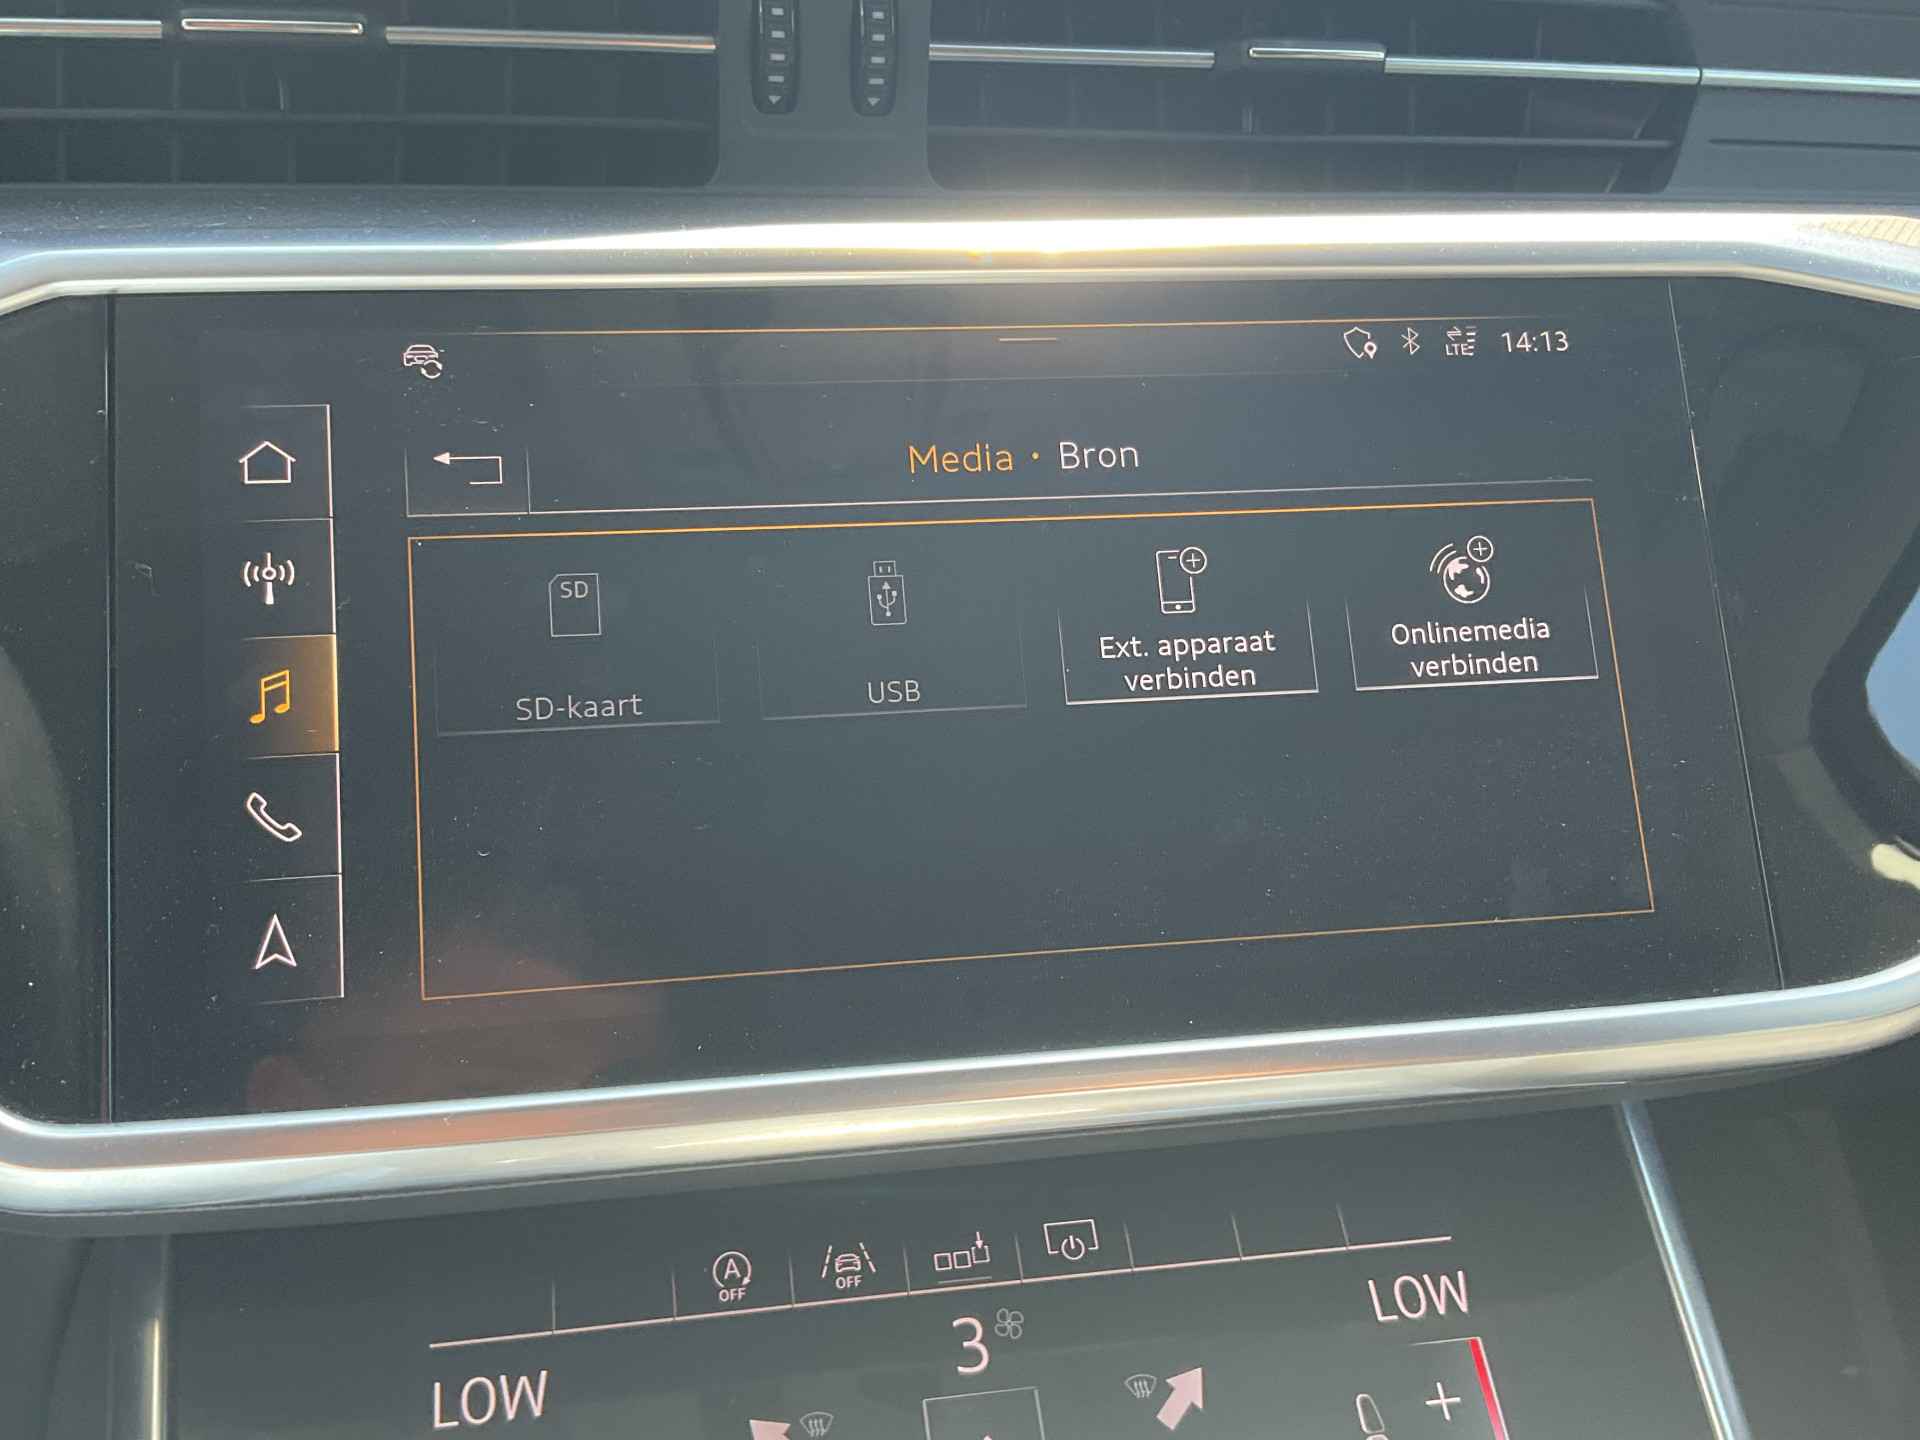 LTE 14:13
Media · Bron
SD
SD-kaart
USB
Ext. apparaat
verbinden
Onlinemedia
verbinden
A
OFF
OFF
LOW
3
LOW
+